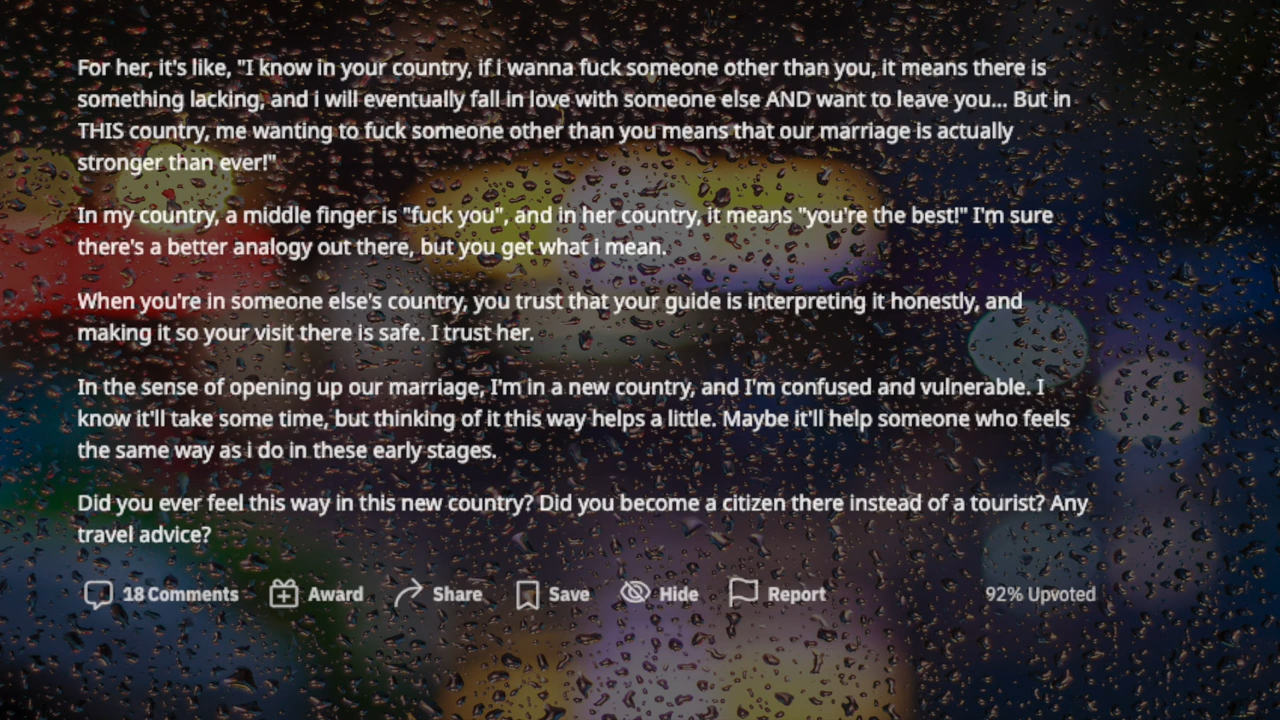 For her, it's like, "I know in your country, if i wanna fuck someone other than you, it means there is
something lacking, and i will eventually fall in love with someone else AND want to leave you... But in
THIS country, me wanting to fuck someone other than you means that our marriage is actually
stronger than ever!"
In my country, a middle finger is "fuck you", and in her country, it means "you're the best!" I'm sure
there's a better analogy out there, but you get what i mean.
When you're in someone else's country, you trust that your guide is interpreting it honestly, and
making it so your visit there is safe. I trust her.
In the sense of opening up our marriage, I'm in a new country, and I'm confused and vulnerable. I
know it'll take some time, but thinking of it this way helps a little. Maybe it'll help someone who feels
the same way as i do in these early stages.
Did you ever feel this way in this new country? Did you become a citizen there instead of a tourist? Any
travel advice?
18 Comments Award Share Save Hide Report 92% Upvoted